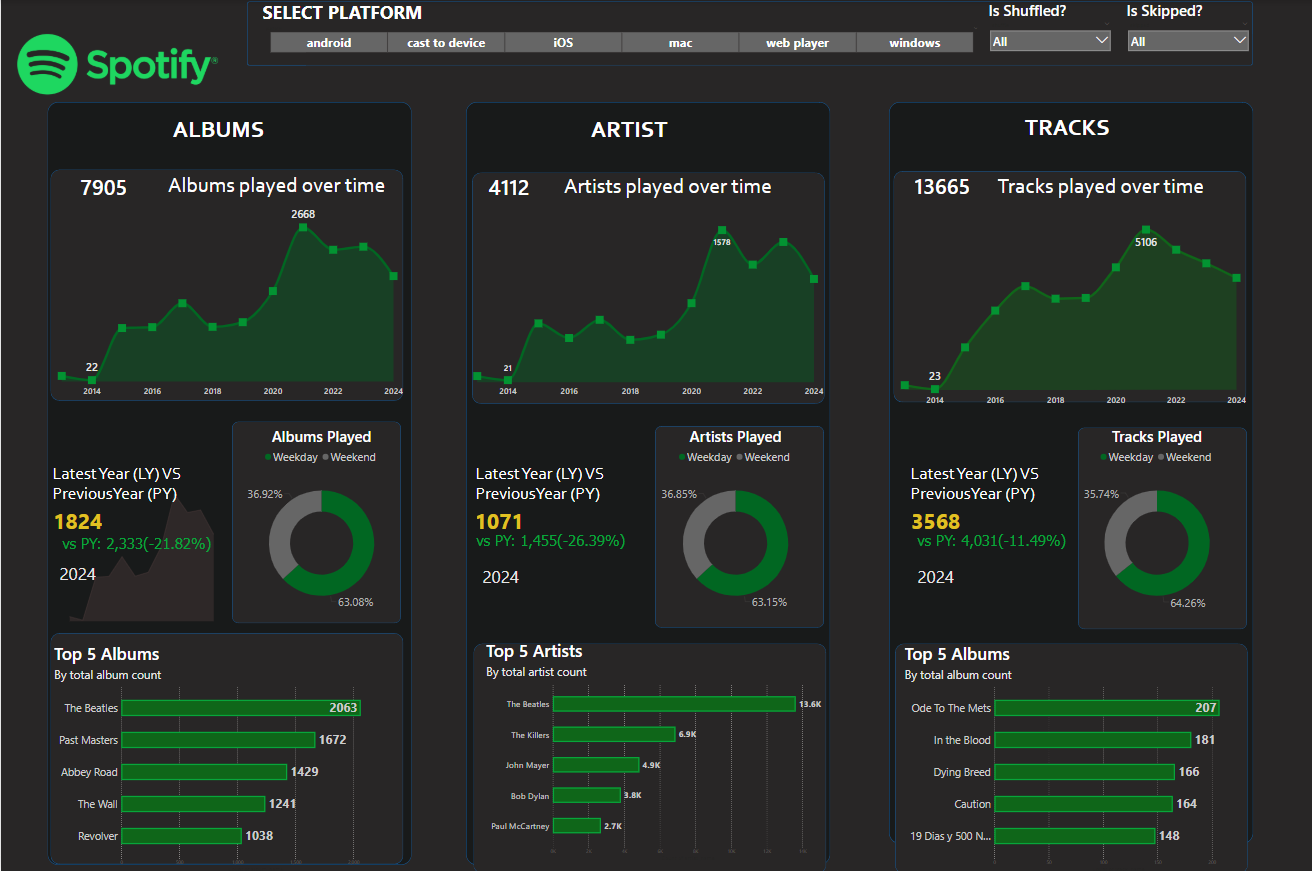 SELECT PLATFORM
Is Shuffled?
Is Skipped?
android
cast to device
iOS
mac
web player
windows
All
All
Spotify®
ALBUMS
7905
Albums played over time
2668
22
2014
2016
2018
2020
2022
2024
Latest Year (LY) VS
PreviousYear (PY)
1824
vs PY: 2,333(-21.82%)
2024
Albums Played
Weekday
Weekend
36.92%
63.08%
Top 5 Albums
By total album count
The Beatles
2063
Past Masters
1672
Abbey Road
1429
The Wall
1241
Revolver
1038
ARTIST
4112
Artists played over time
1578
21
2014
2016
2018
2020
2022
2024
Latest Year (LY) VS
PreviousYear (PY)
1071
vs PY: 1,455(-26.39%)
2024
Artists Played
Weekday
Weekend
36.85%
63.15%
Top 5 Artists
By total artist count
The Beatles
13.6K
The Killers
6.9K
John Mayer
4.9K
Bob Dylan
3.8K
Paul McCartney
2.7K
TRACKS
13665
Tracks played over time
5106
23
2014
2016
2018
2020
2022
2024
Latest Year (LY) VS
PreviousYear (PY)
3568
vs PY: 4,031(-11.49%)
2024
Tracks Played
Weekday
Weekend
35.74%
64.26%
Top 5 Albums
By total album count
Ode To The Mets
207
In the Blood
181
Dying Breed
166
Caution
164
19 Dias y 500 N...
148